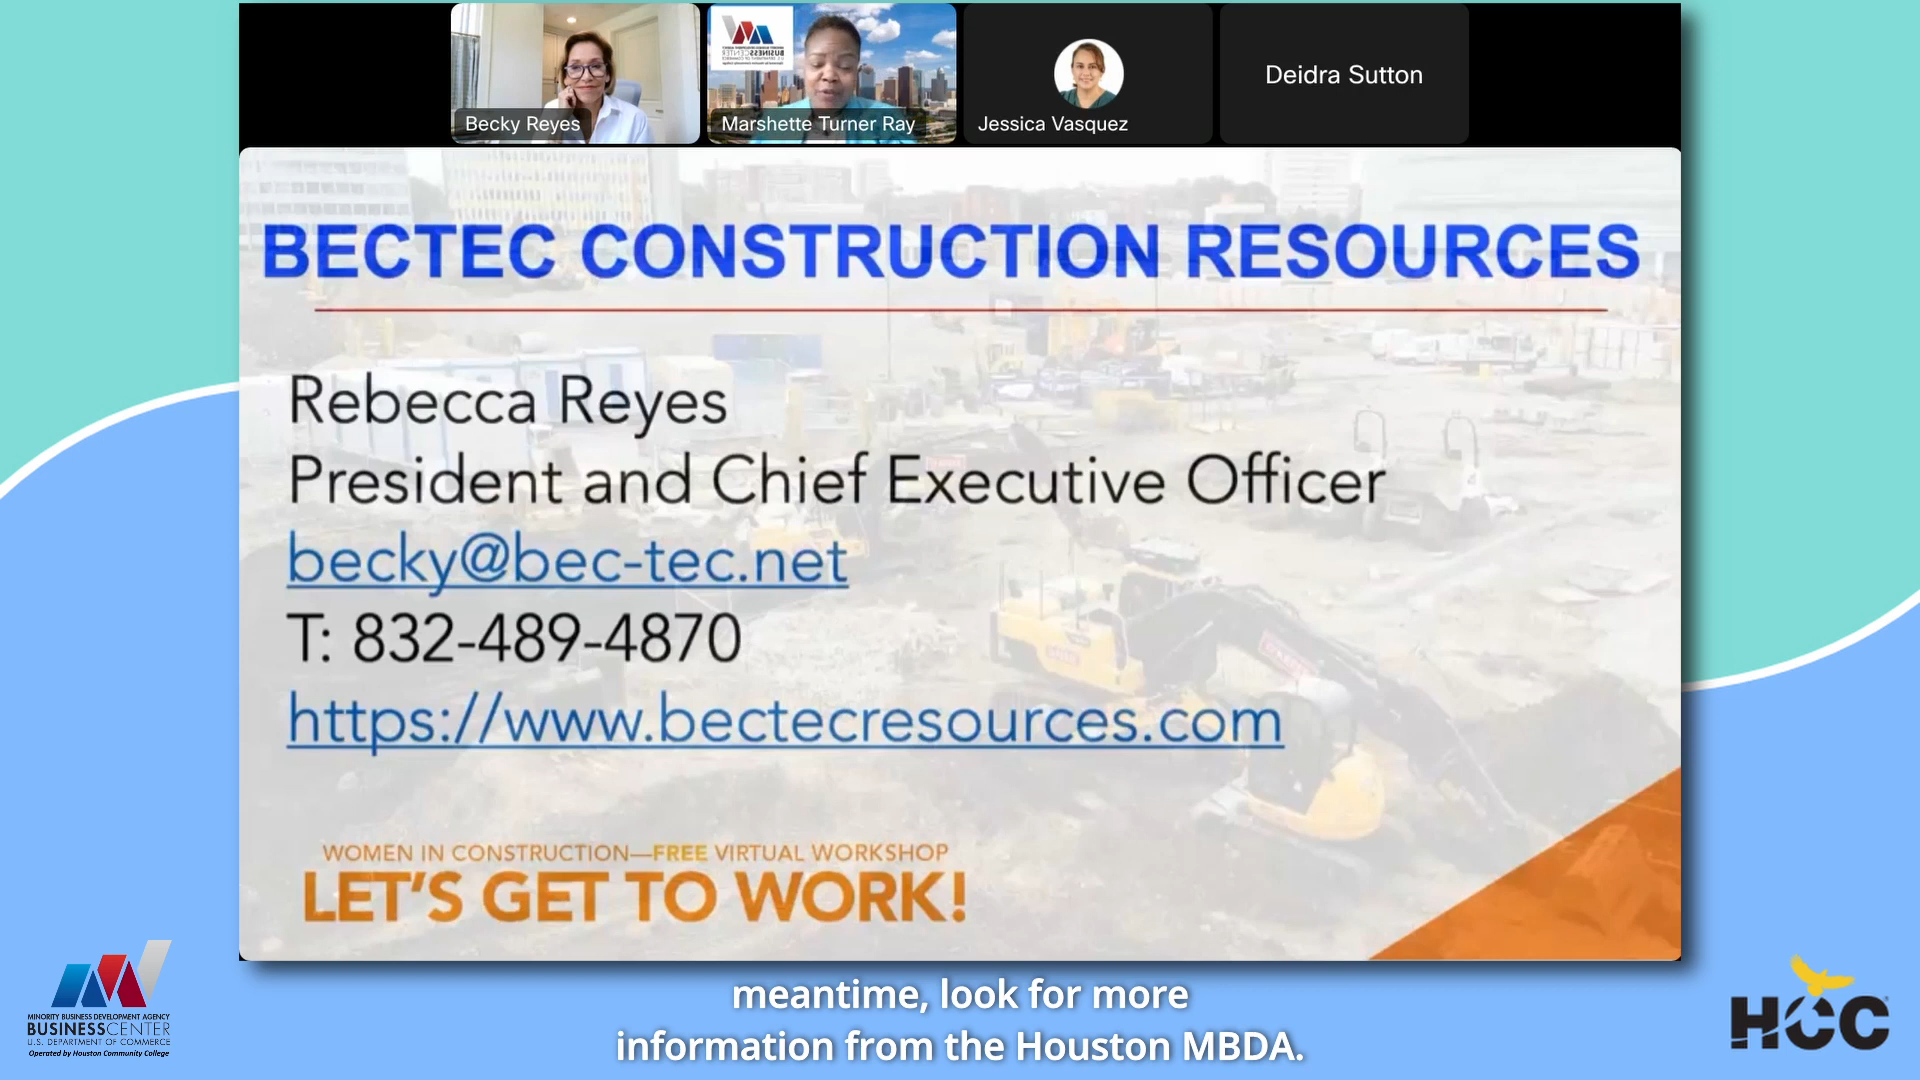 Becky Reyes
Marshette Turner Ray
Jessica Vasquez
Deidra Sutton
BECTEC CONSTRUCTION RESOURCES
Rebecca Reyes
President and Chief Executive Officer
becky@bec-tec.net
T: 832-489-4870
https://www.bectecresources.com
WOMEN IN CONSTRUCTION—FREE VIRTUAL WORKSHOP
LET'S GET TO WORK!
meantime, look for more
information from the Houston MBDA.
MINORITY BUSINESS DEVELOPMENT AGENCY
BUSINESSCENTER
U.S. DEPARTMENT OF COMMERCE
Operated by Houston Community College
HCC